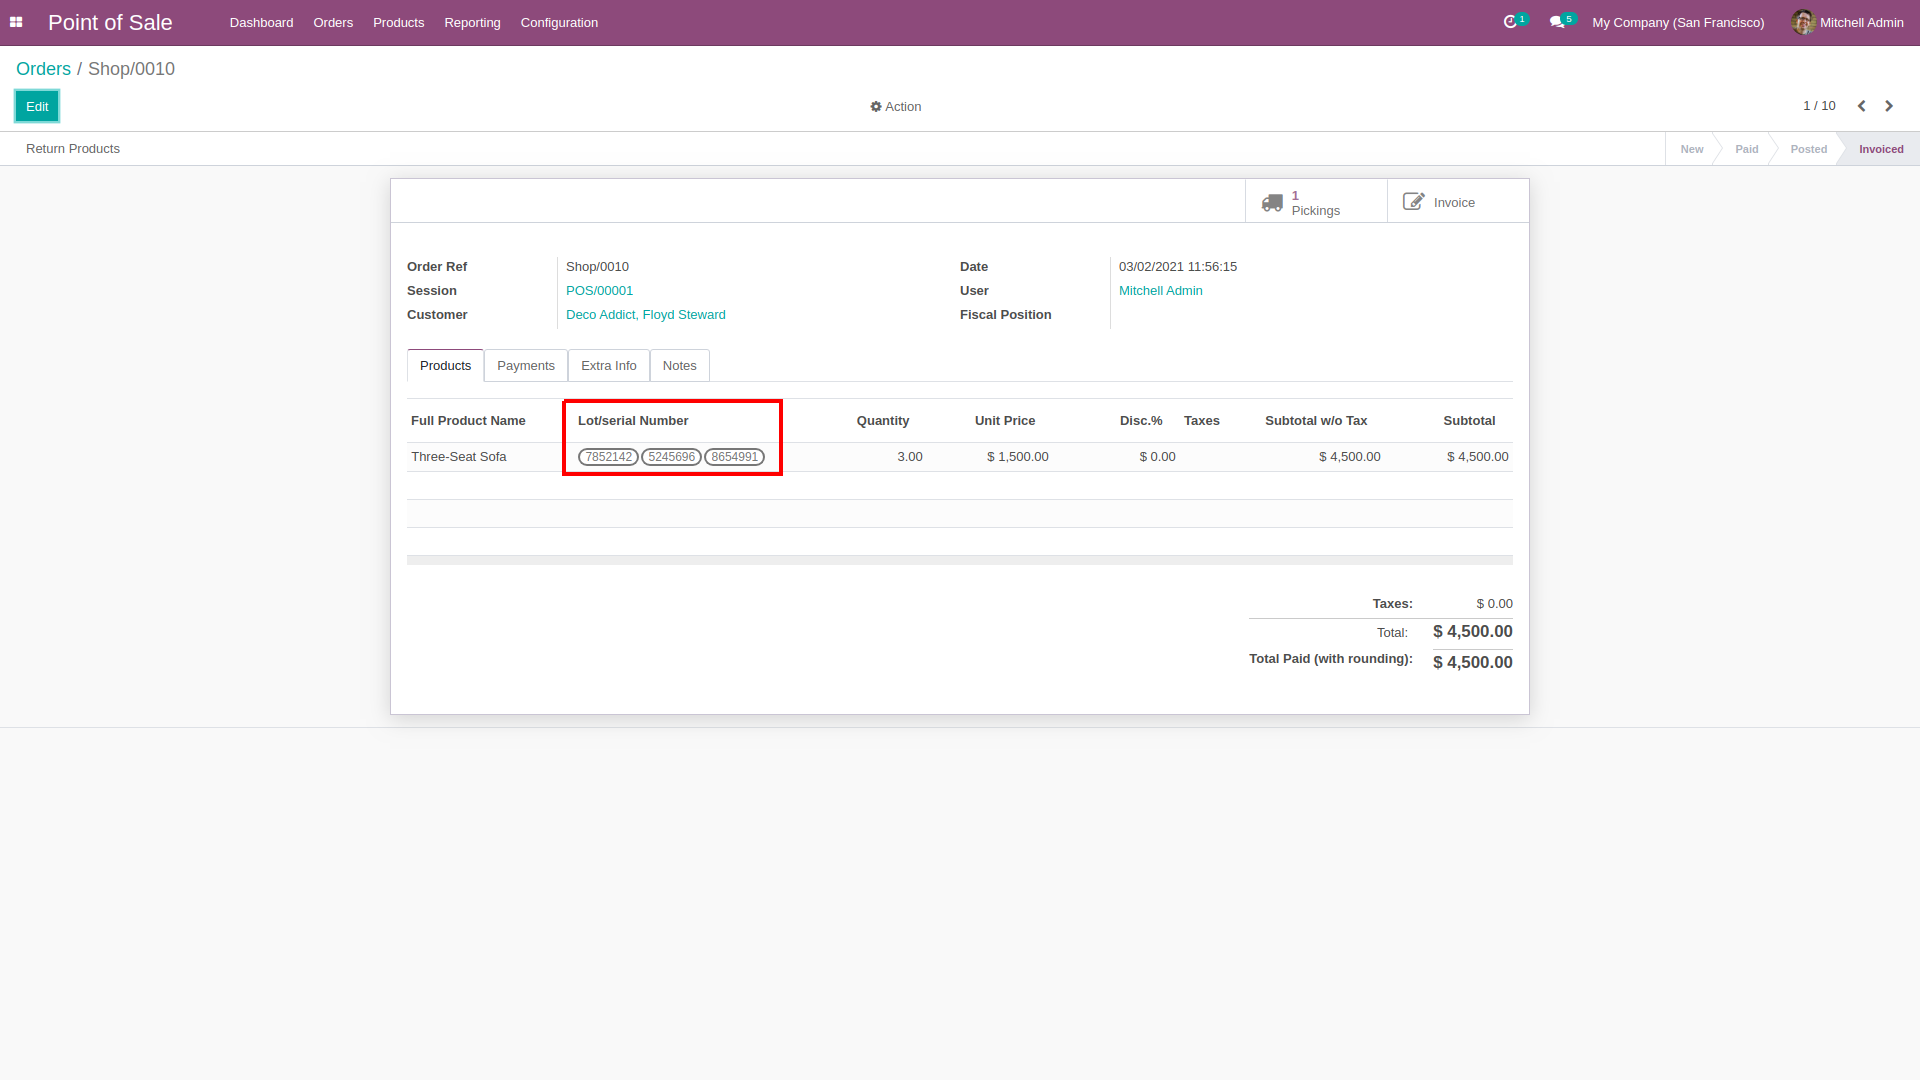 Point of Sale Dashboard Orders Products Reporting Configuration 1 5 My Company (San Francisco) Mitchell Admin
Orders / Shop/0010
Edit Action 1 / 10
Return Products New Paid Posted Invoiced
1 Pickings Invoice
Order Ref Shop/0010 Date 03/02/2021 11:56:15
Session POS/00001 User Mitchell Admin
Customer Deco Addict, Floyd Steward Fiscal Position
Products Payments Extra Info Notes
Full Product Name Lot/serial Number Quantity Unit Price Disc.% Taxes Subtotal w/o Tax Subtotal
Three-Seat Sofa 7852142 5245696 8654991 3.00 $ 1,500.00 $ 0.00 $ 4,500.00 $ 4,500.00
Taxes: $ 0.00
Total: $ 4,500.00
Total Paid (with rounding): $ 4,500.00